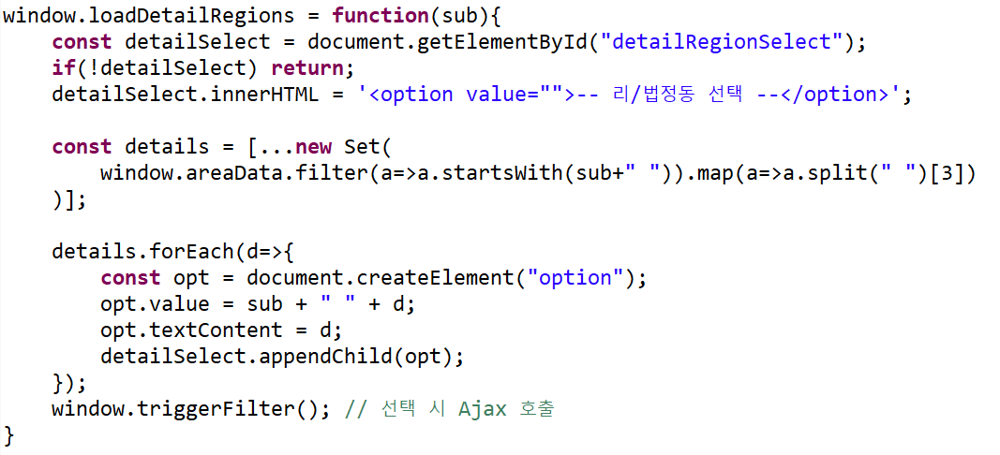 window.loadDetailRegions = function(sub){
    const detailSelect = document.getElementById("detailRegionSelect");
    if(!detailSelect) return;
    detailSelect.innerHTML = '<option value="">-- 리/법정동 선택 --</option>';

    const details = [...new Set(
        window.areaData.filter(a=>a.startsWith(sub+" ")).map(a=>a.split(" ")[3])
    )];

    details.forEach(d=>{
        const opt = document.createElement("option");
        opt.value = sub + " " + d;
        opt.textContent = d;
        detailSelect.appendChild(opt);
    });
    window.triggerFilter(); // 선택 시 Ajax 호출
}